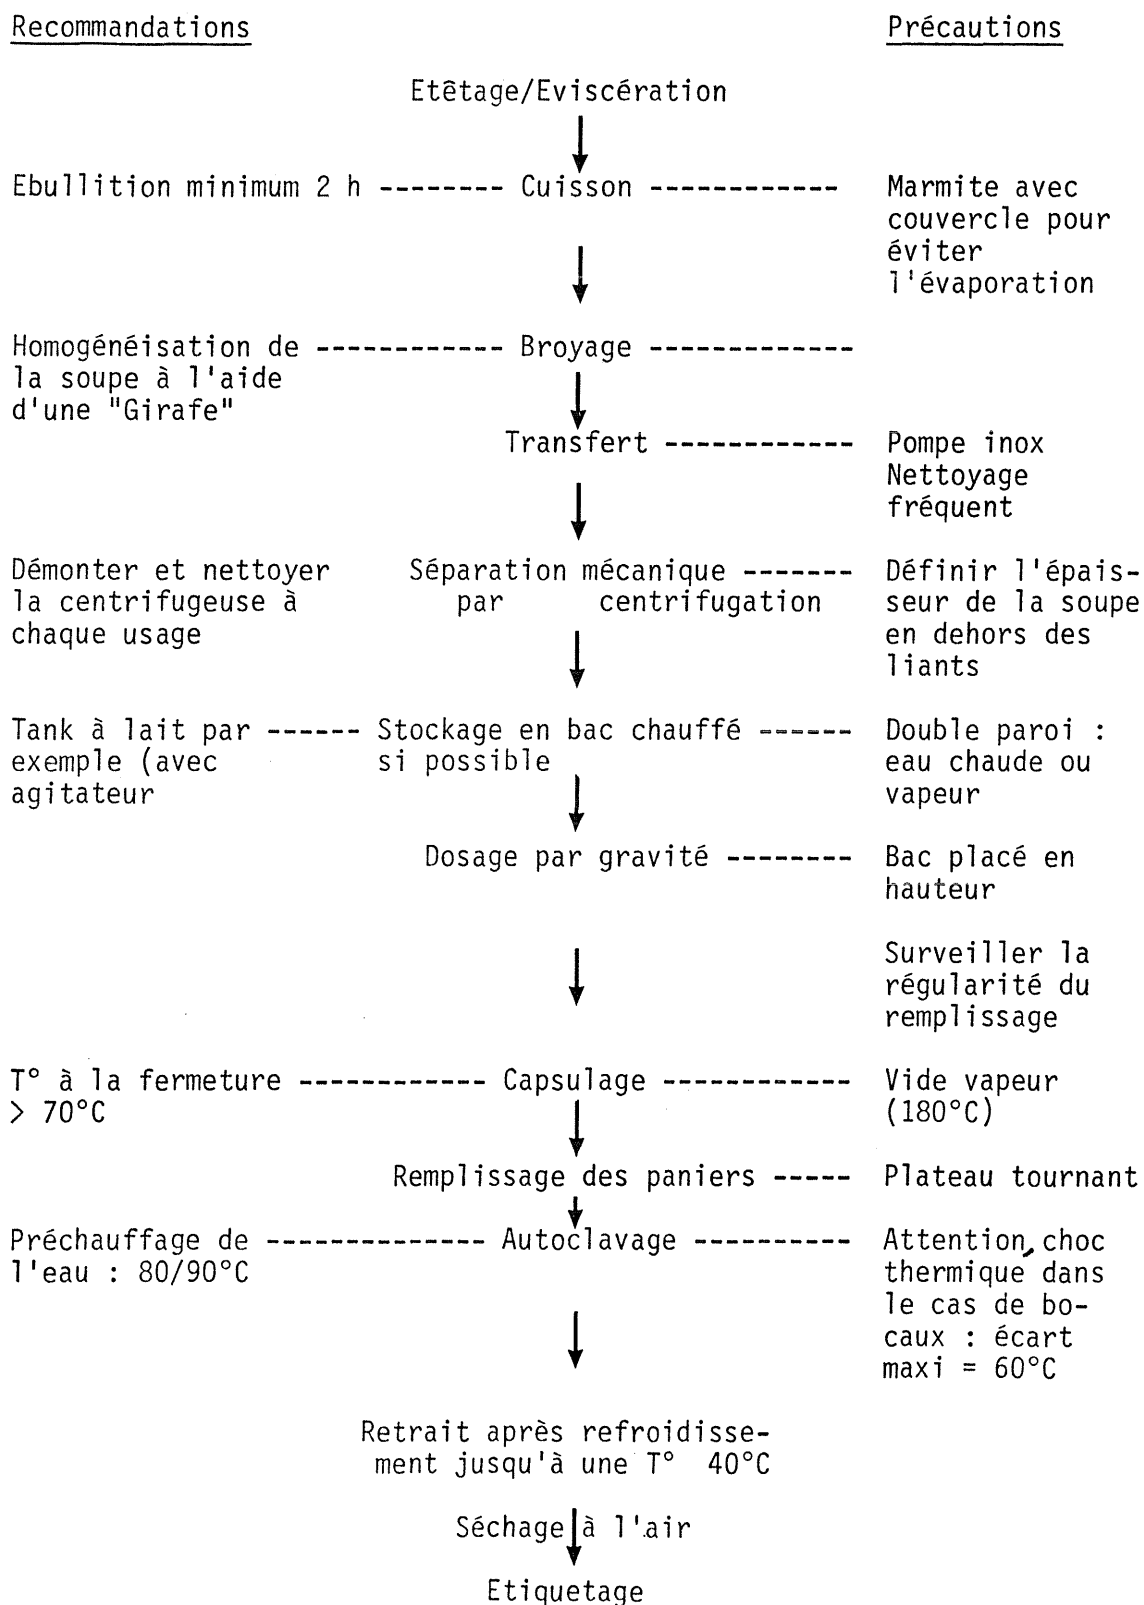 Recommandations Précautions
Etêtage/Eviscération
Ebullition minimum 2 h -------- Cuisson ------------ Marmite avec
couvercle pour
éviter
l'évaporation
Homogénéisation de ------------ Broyage -------------
la soupe à l'aide
d'une "Girafe"
Transfert ------------ Pompe inox
Nettoyage
fréquent
Démonter et nettoyer Séparation mécanique ------- Définir l'épais-
la centrifugeuse à par centrifugation seur de la soupe
chaque usage en dehors des
liants
Tank à lait par ------ Stockage en bac chauffé ------ Double paroi :
exemple (avec si possible eau chaude ou
agitateur vapeur
Dosage par gravité -------- Bac placé en
hauteur
Surveiller la
régularité du
remplissage
T° à la fermeture ------------ Capsulage ------------ Vide vapeur
> 70°C (180°C)
Remplissage des paniers ----- Plateau tournant
Préchauffage de -------------- Autoclavage ---------- Attention, choc
l'eau : 80/90°C thermique dans
le cas de bo-
caux : écart
maxi = 60°C
Retrait après refroidisse-
ment jusqu'à une T° 40°C
Séchage à l'air
Etiquetage